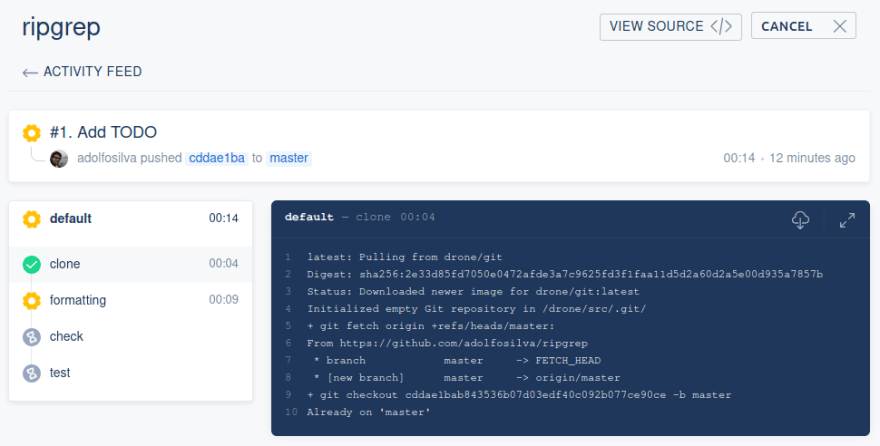 ripgrep
VIEW SOURCE </>
CANCEL
← ACTIVITY FEED
#1. Add TODO
adolfosilva pushed cddae1ba to master
00:14 • 12 minutes ago
default 00:14
clone 00:04
formatting 00:09
check
test
default — clone 00:04
1 latest: Pulling from drone/git
2 Digest: sha256:2e33d85fd7050e0472afde3a7c9625fd3f1faa11d5d2a60d2a5e00d935a7857b
3 Status: Downloaded newer image for drone/git:latest
4 Initialized empty Git repository in /drone/src/.git/
5 + git fetch origin +refs/heads/master:
6 From https://github.com/adolfosilva/ripgrep
7 * branch master -> FETCH_HEAD
8 * [new branch] master -> origin/master
9 + git checkout cddae1bab843536b07d03edf40c092b077ce90ce -b master
10 Already on 'master'